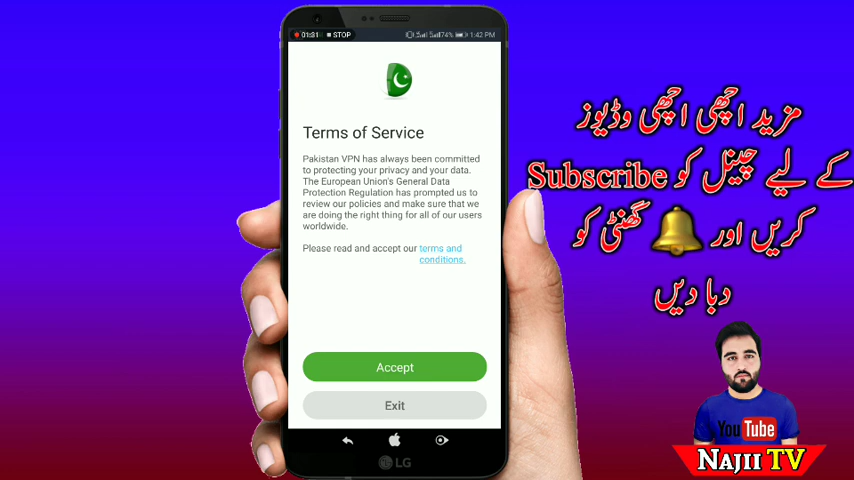 01:31 STOP
74% 1:42 PM
Terms of Service
Pakistan VPN has always been committed
to protecting your privacy and your data.
The European Union's General Data
Protection Regulation has prompted us to
review our policies and make sure that we
are doing the right thing for all of our users
worldwide.
Please read and accept our terms and
conditions.
Accept
Exit
LG
مزید اچھی اچھی وڈیوز
کے لیے چینل کو Subscribe
کریں اور 🔔 گھنٹی کو
دبا دیں
YouTube
NAJII TV